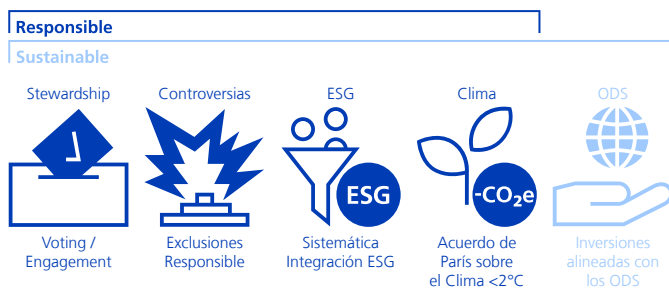 Responsible
Sustainable
Stewardship
Controversias
ESG
Clima
ODS
ESG
-CO₂e
Voting /
Engagement
Exclusiones
Responsible
Sistemática
Integración ESG
Acuerdo de
París sobre
el Clima <2°C
Inversiones
alineadas con
los ODS